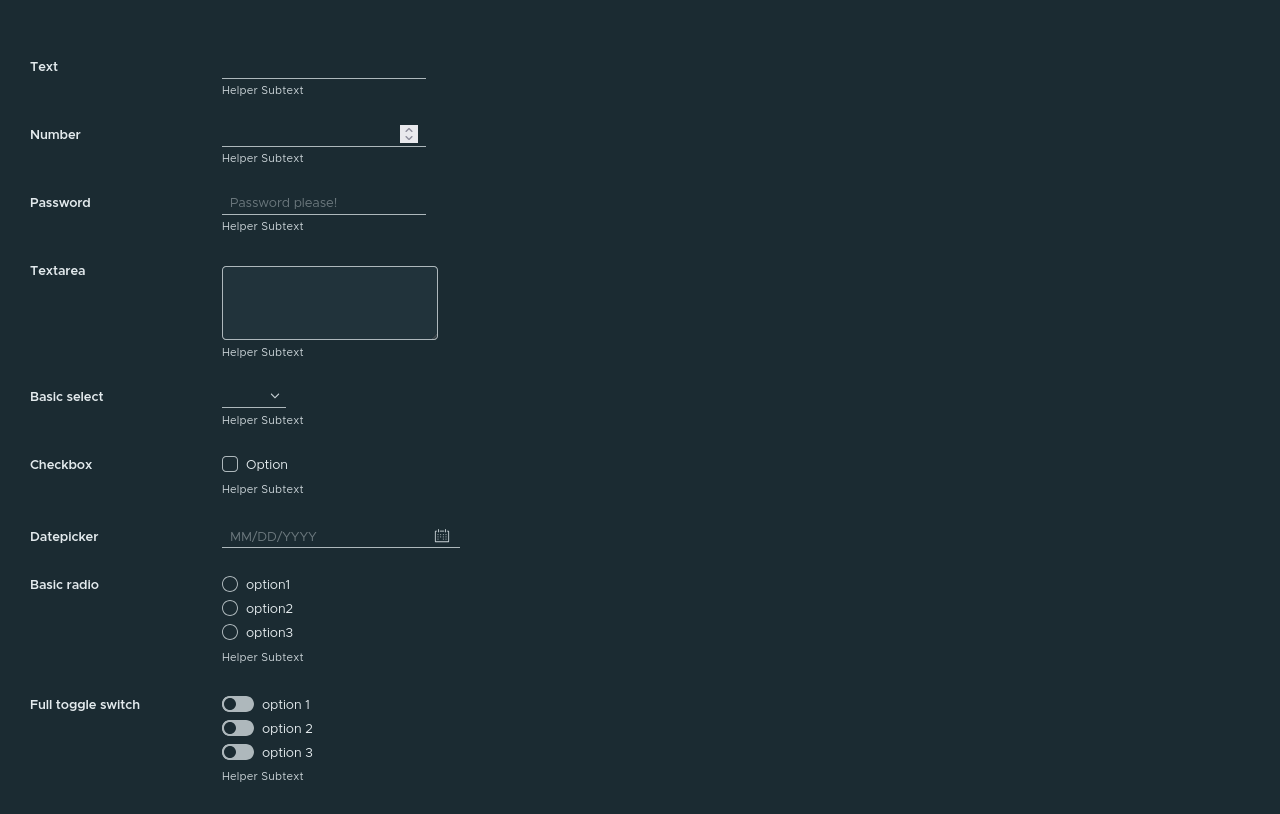 Text
Helper Subtext
Number
Helper Subtext
Password Password please!
Helper Subtext
Textarea
Helper Subtext
Basic select
Helper Subtext
Checkbox Option
Helper Subtext
Datepicker MM/DD/YYYY
Basic radio option1
option2
option3
Helper Subtext
Full toggle switch option 1
option 2
option 3
Helper Subtext